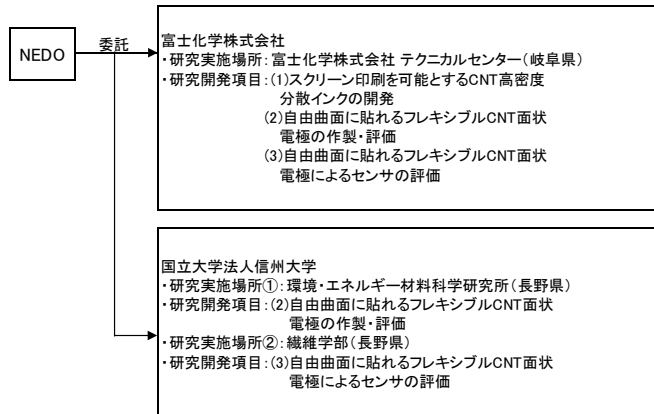 NEDO
委託
富士化学株式会社
・研究実施場所：富士化学株式会社 テクニカルセンター（岐阜県）
・研究開発項目：(1)スクリーン印刷を可能とするCNT高密度
分散インクの開発
(2)自由曲面に貼れるフレキシブルCNT面状
電極の作製・評価
(3)自由曲面に貼れるフレキシブルCNT面状
電極によるセンサの評価
国立大学法人信州大学
・研究実施場所①：環境・エネルギー材料科学研究所（長野県）
・研究開発項目：(2)自由曲面に貼れるフレキシブルCNT面状
電極の作製・評価
・研究実施場所②：繊維学部（長野県）
・研究開発項目：(3)自由曲面に貼れるフレキシブルCNT面状
電極によるセンサの評価